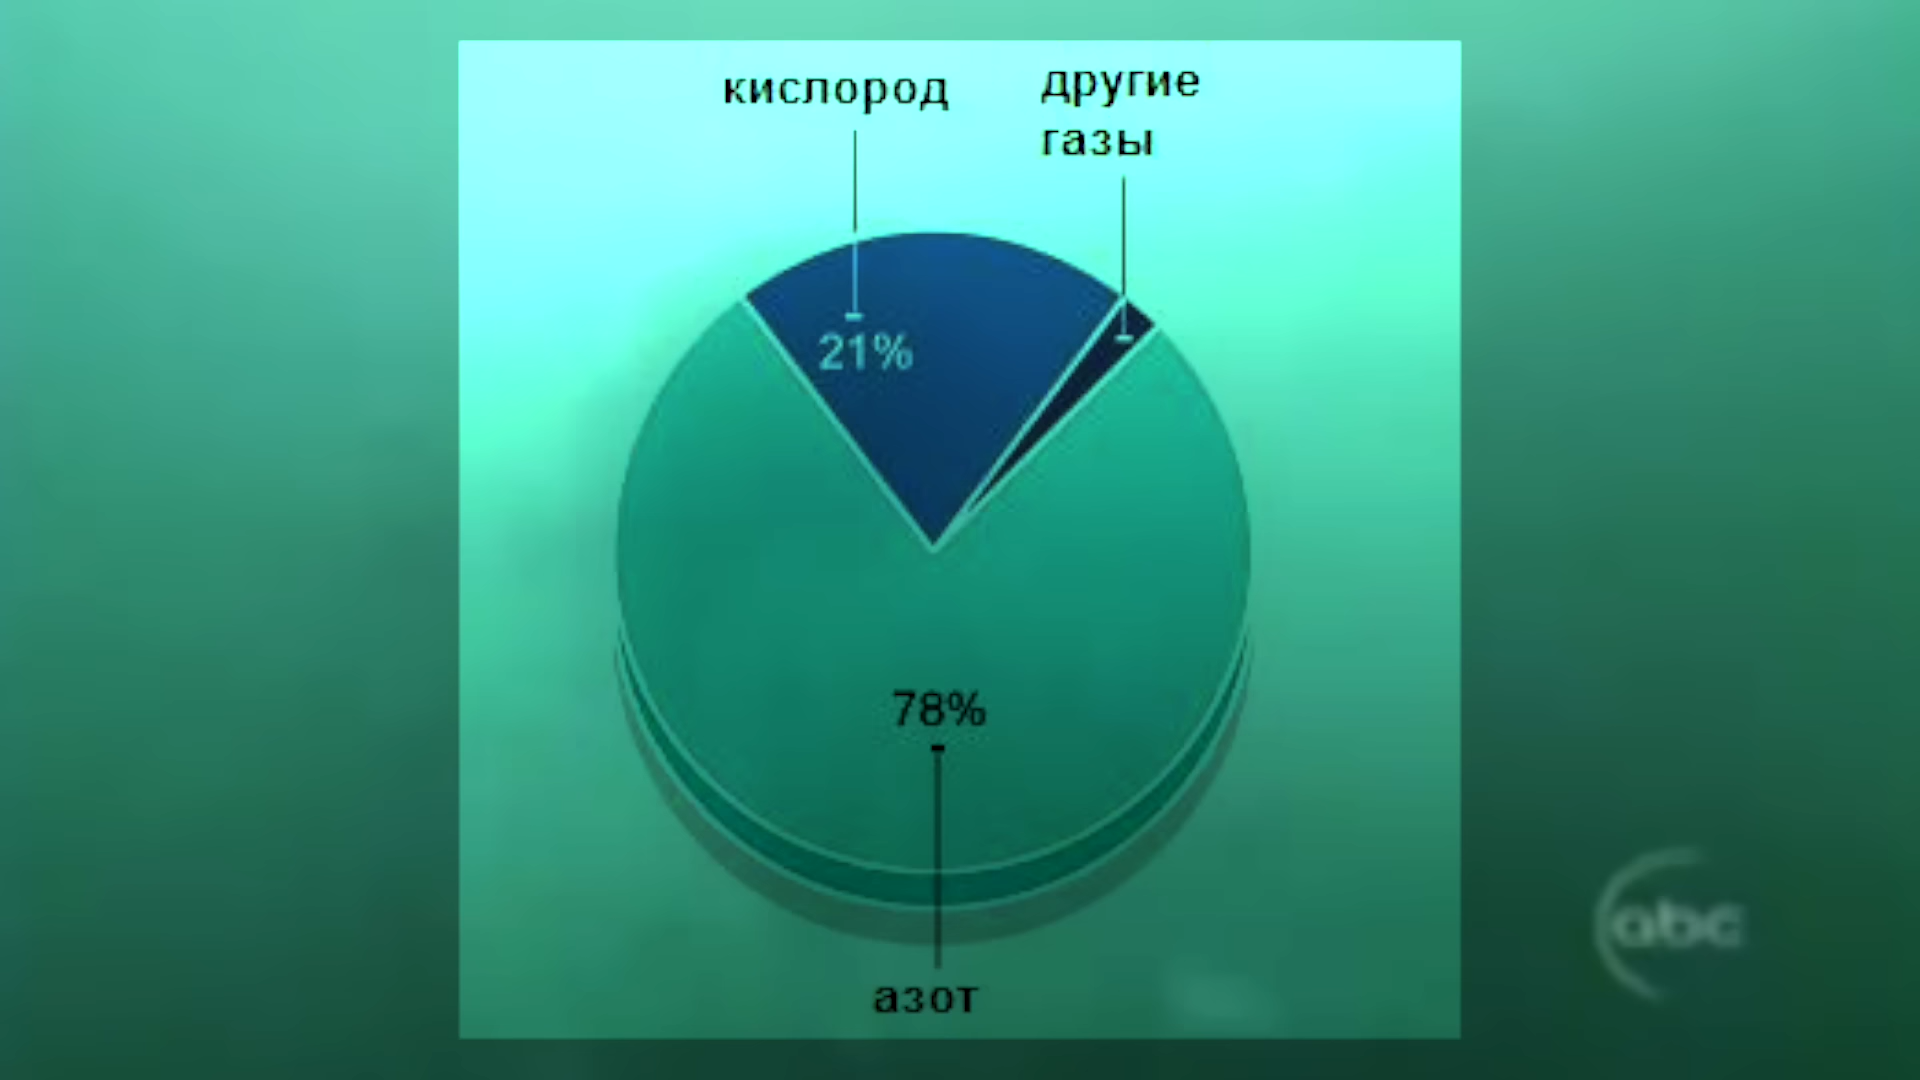 кислород
другие
газы
21%
78%
азот
abc